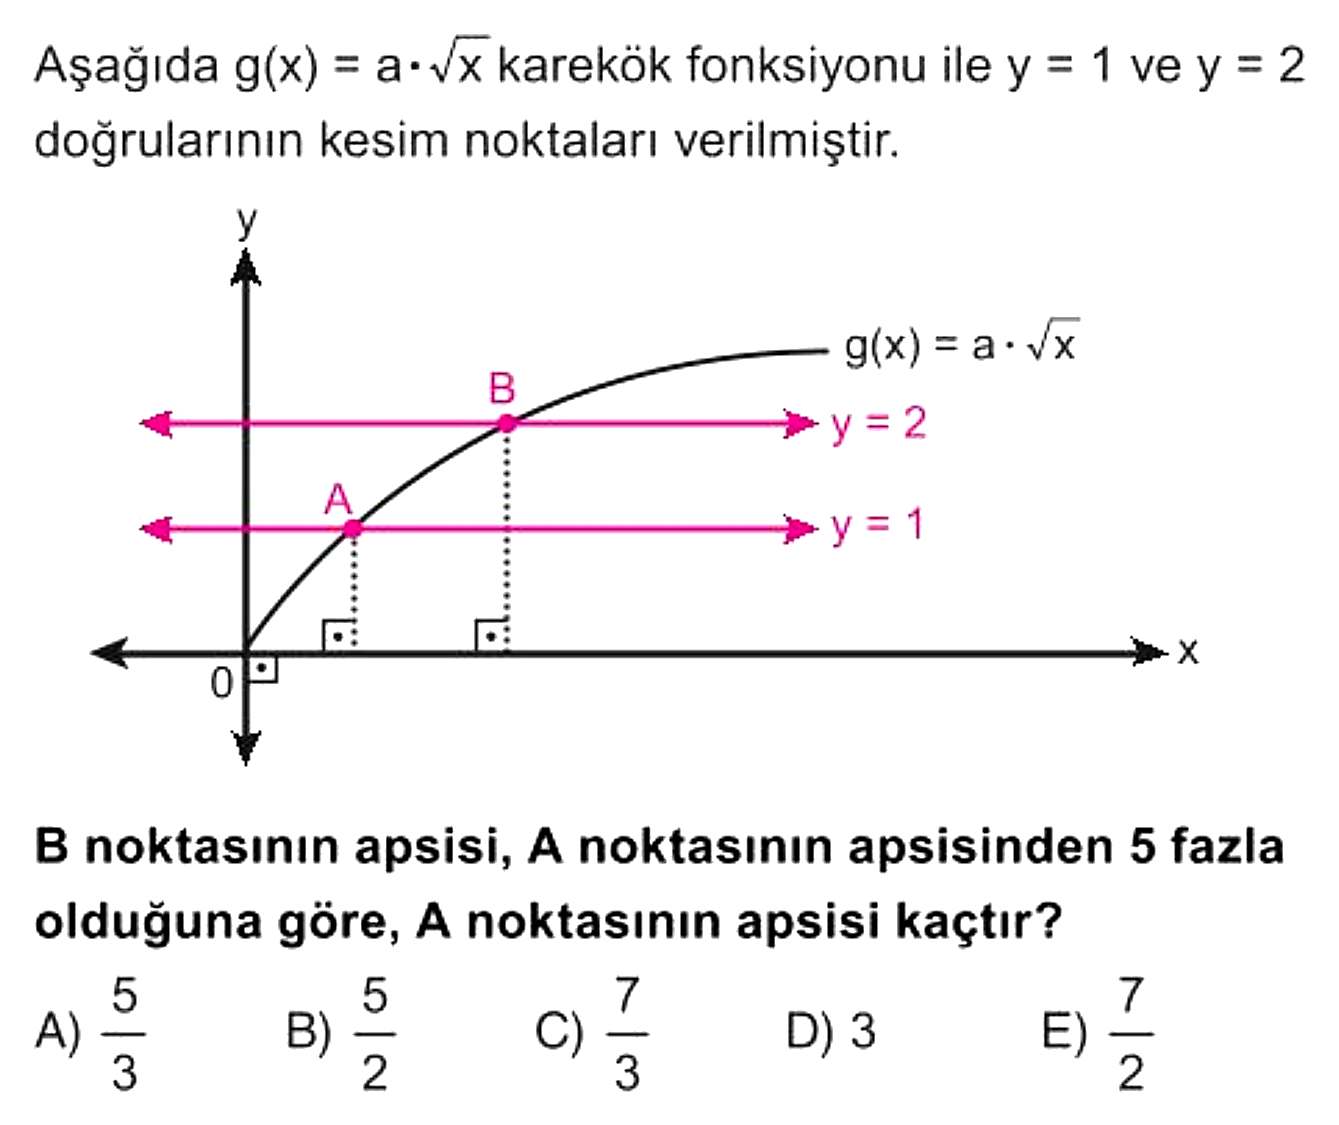 Aşağıda g(x) = a·√x karekök fonksiyonu ile y = 1 ve y = 2
doğrularının kesim noktaları verilmiştir.
y
g(x) = a·√x
B
y = 2
A
y = 1
x
0
B noktasının apsisi, A noktasının apsisinden 5 fazla
olduğuna göre, A noktasının apsisi kaçtır?
A) 5/3 B) 5/2 C) 7/3 D) 3 E) 7/2